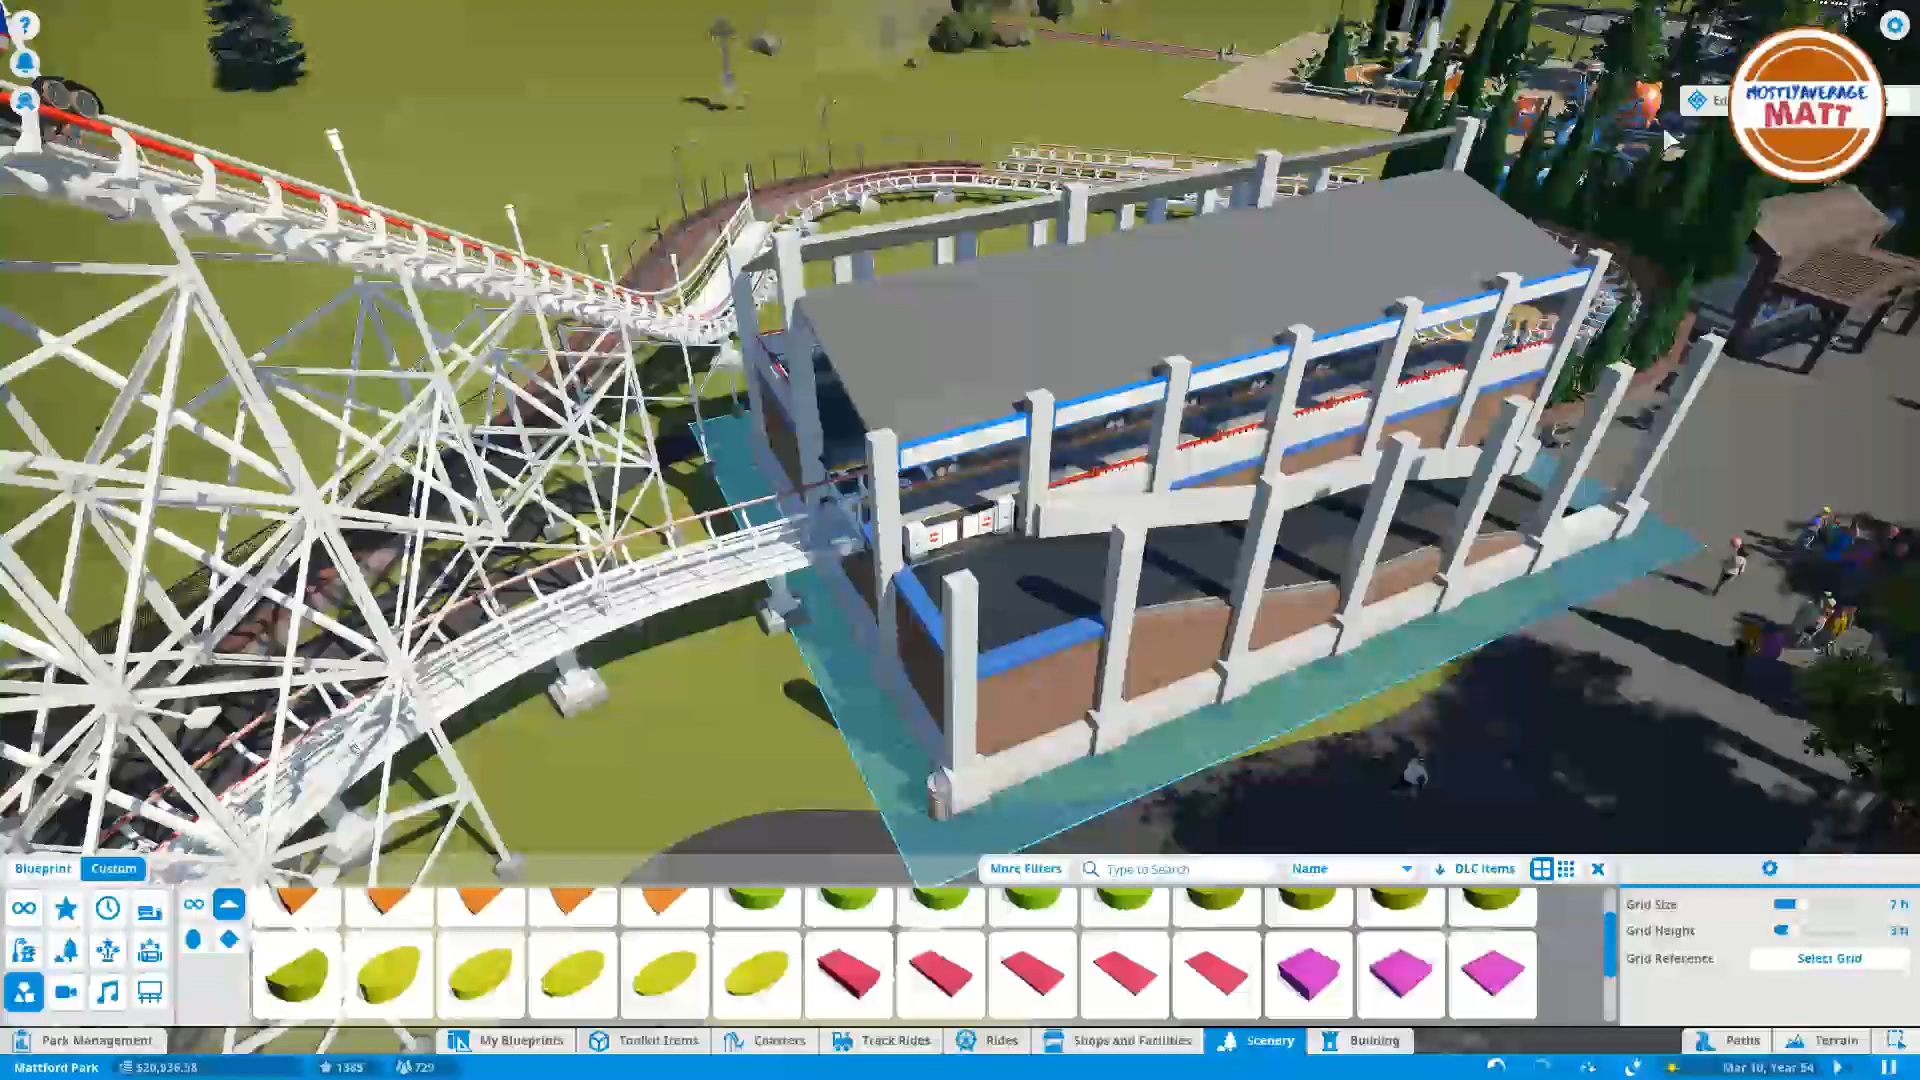 ?
MOSTLYAVERAGE
MATT
Blueprint
Custom
More Filters
Type to Search
Name
DLC Items
Grid Size
7 ft
Grid Height
3 ft
Grid Reference
Select Grid
Park Management
My Blueprints
Toolkit Items
Coasters
Track Rides
Rides
Shops and Facilities
Scenery
Building
Paths
Terrain
Mattford Park
$20,936.58
1385
729
Mar 10, Year 54